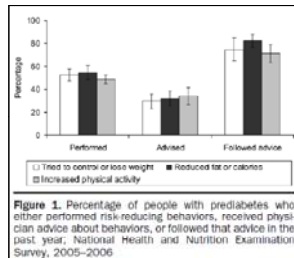 100
80
60
40
20
0
Percentage
Performed Advised Followed advice
Tried to control or lose weight Reduced fat or calories
Increased physical activity
Figure 1. Percentage of people with prediabetes who
either performed risk-reducing behaviors, received physi-
cian advice about behaviors, or followed that advice in the
past year, National Health and Nutrition Examination
Survey, 2005–2006